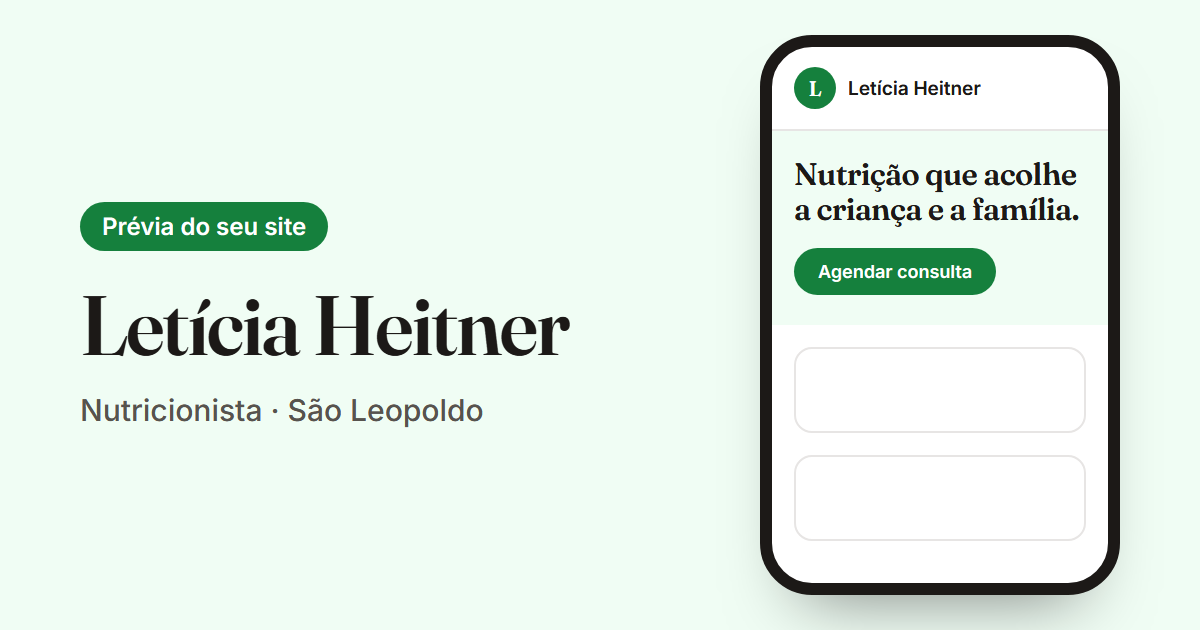 Prévia do seu site
Letícia Heitner
Nutricionista · São Leopoldo
L
Letícia Heitner
Nutrição que acolhe
a criança e a família.
Agendar consulta